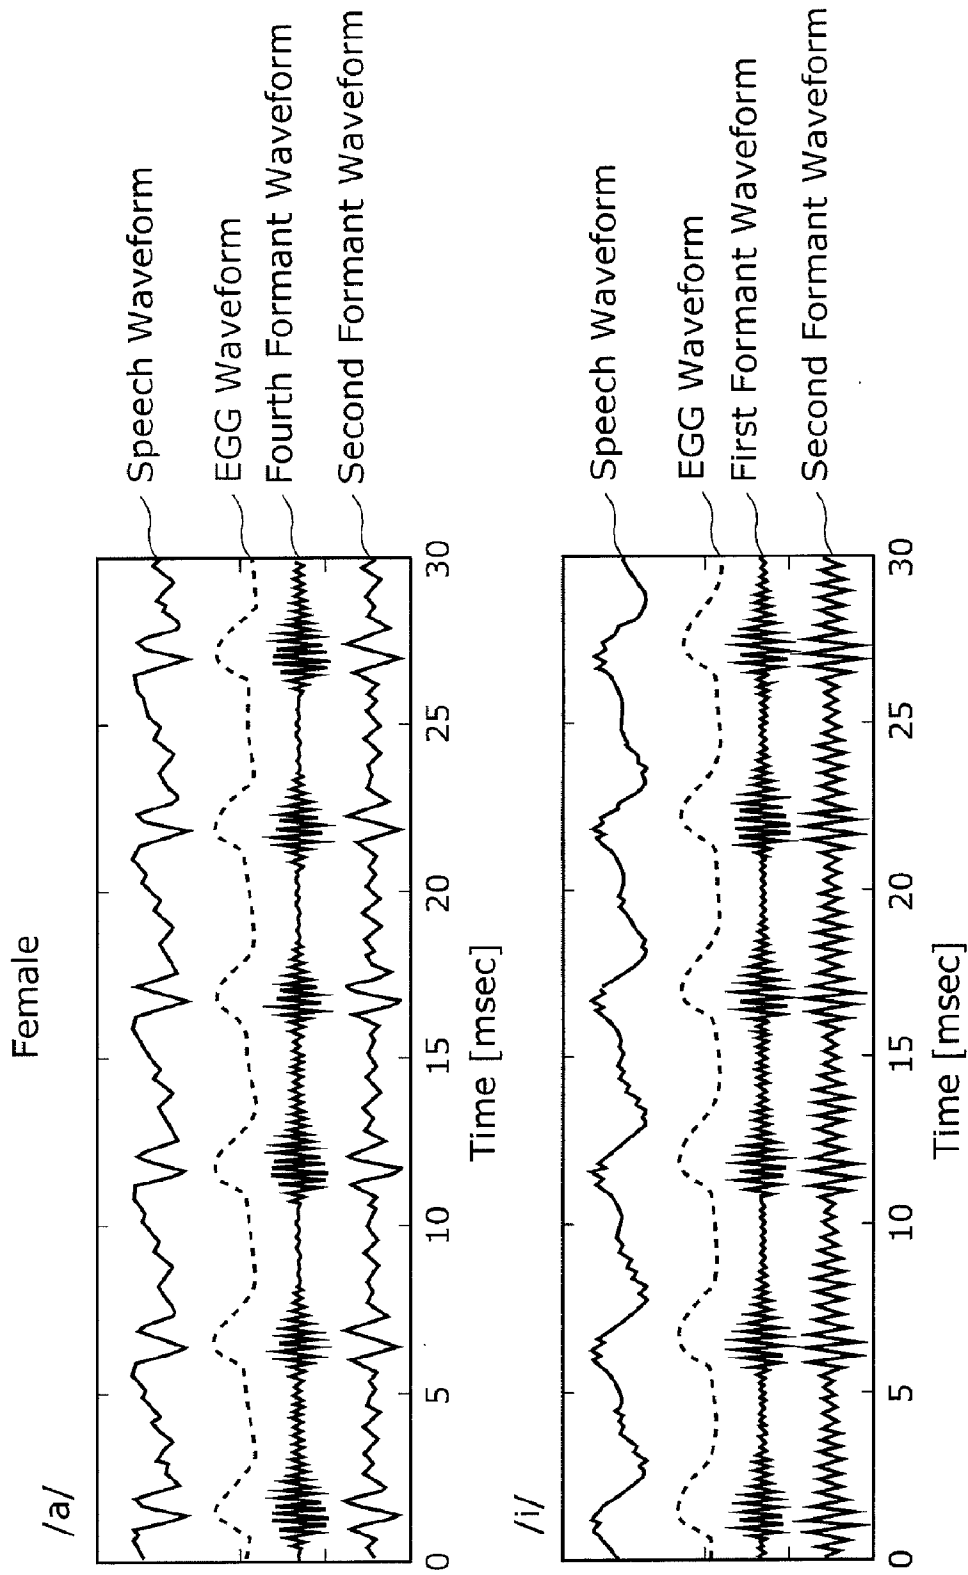 Female
/a/
Speech Waveform
EGG Waveform
Fourth Formant Waveform
Second Formant Waveform
0 5 10 15 20 25 30
Time [msec]
/i/
Speech Waveform
EGG Waveform
First Formant Waveform
Second Formant Waveform
0 5 10 15 20 25 30
Time [msec]